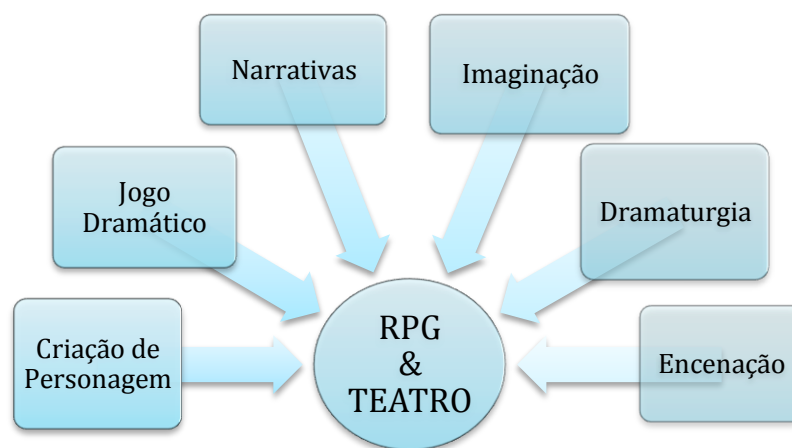 Narrativas
Imaginação
Jogo
Dramático
Dramaturgia
Criação de
Personagem
RPG
&
TEATRO
Encenação